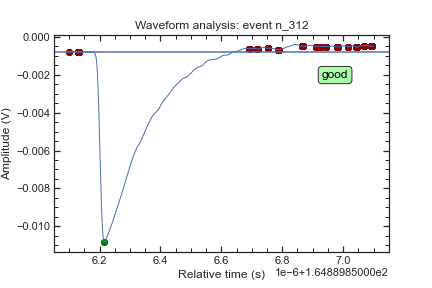 Waveform analysis: event n_312
0.000
−0.002
−0.004
−0.006
−0.008
−0.010
Amplitude (V)
good
6.2 6.4 6.6 6.8 7.0
Relative time (s)
1e−6+1.6488985000e2